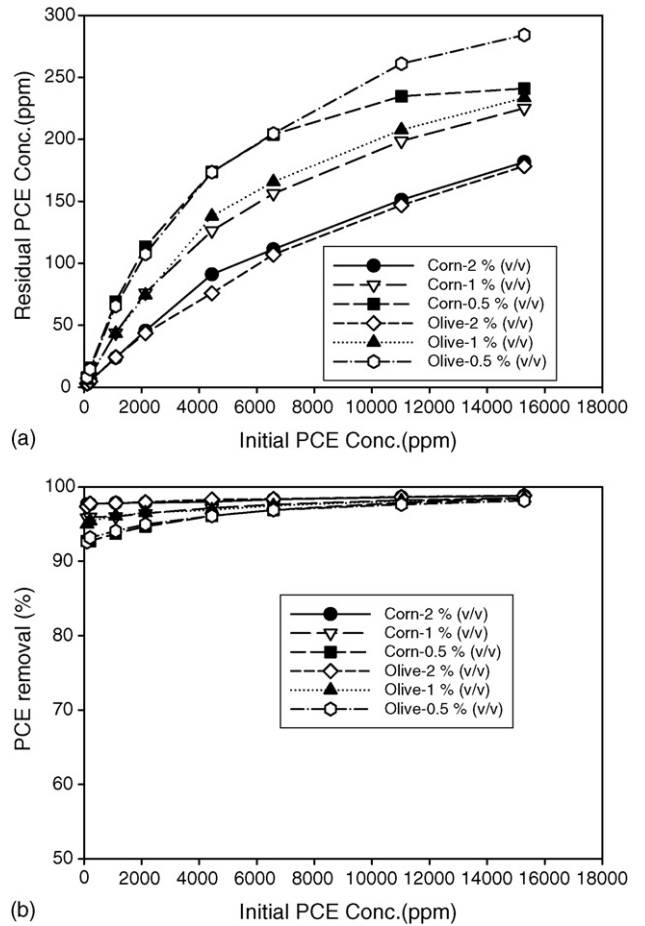 300
250
200
150
100
50
0
Residual PCE Conc.(ppm)
Corn-2 % (v/v)
Corn-1 % (v/v)
Corn-0.5 % (v/v)
Olive-2 % (v/v)
Olive-1 % (v/v)
Olive-0.5 % (v/v)
0 2000 4000 6000 8000 10000 12000 14000 16000 18000
(a)
Initial PCE Conc.(ppm)
100
90
80
70
60
50
PCE removal (%)
Corn-2 % (v/v)
Corn-1 % (v/v)
Corn-0.5 % (v/v)
Olive-2 % (v/v)
Olive-1 % (v/v)
Olive-0.5 % (v/v)
0 2000 4000 6000 8000 10000 12000 14000 16000 18000
(b)
Initial PCE Conc.(ppm)